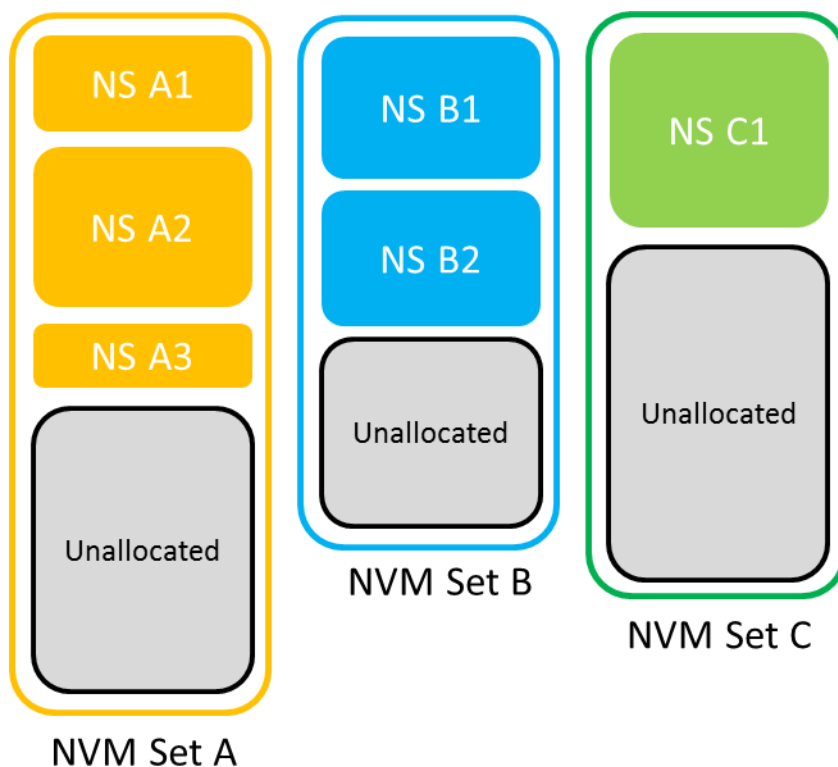 NS A1
NS A2
NS A3
Unallocated
NVM Set A
NS B1
NS B2
Unallocated
NVM Set B
NS C1
Unallocated
NVM Set C